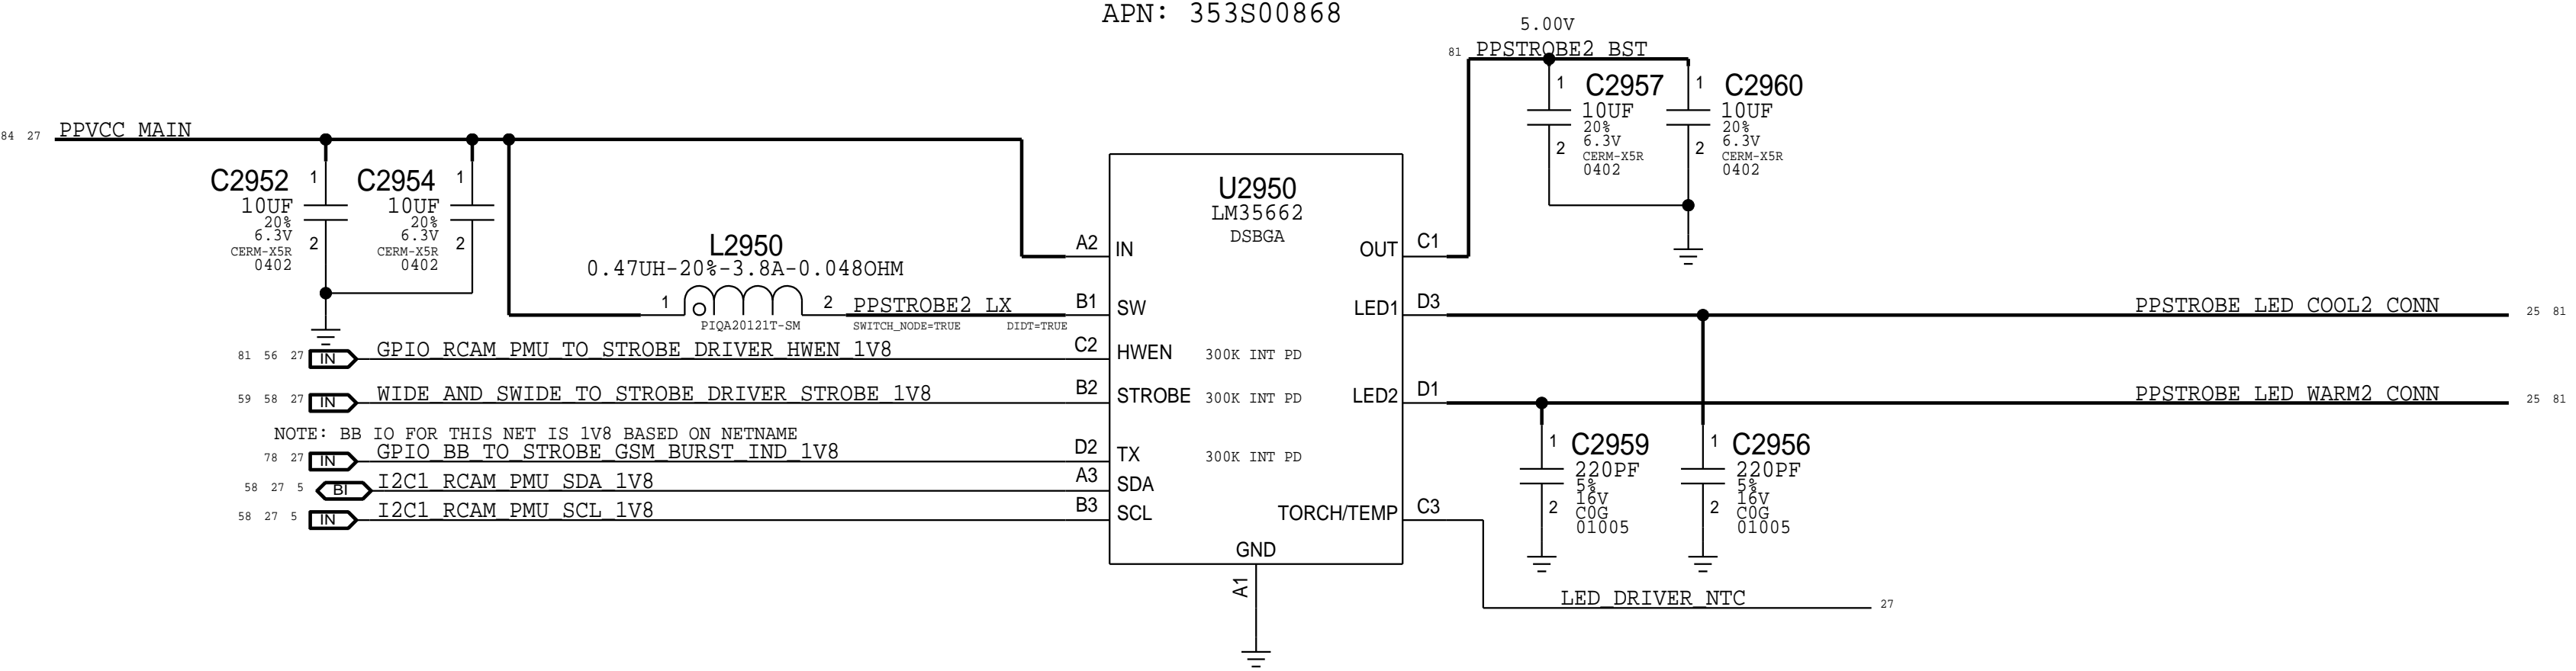 APN: 353S00868
5.00V
81 PPSTROBE2_BST
84 27 PPVCC_MAIN
C2952
10UF
20%
6.3V
CERM-X5R
0402
1
2
C2954
10UF
20%
6.3V
CERM-X5R
0402
1
2
C2957
10UF
20%
6.3V
CERM-X5R
0402
1
2
C2960
10UF
20%
6.3V
CERM-X5R
0402
1
2
L2950
0.47UH-20%-3.8A-0.048OHM
1 2
PIQA20121T-SM
PPSTROBE2_LX
SWITCH_NODE=TRUE DIDT=TRUE
U2950
LM35662
DSBGA
A2 IN
B1 SW
C2 HWEN 300K INT PD
B2 STROBE 300K INT PD
D2 TX 300K INT PD
A3 SDA
B3 SCL
OUT C1
LED1 D3
LED2 D1
TORCH/TEMP C3
GND
A1
81 56 27 IN GPIO_RCAM_PMU_TO_STROBE_DRIVER_HWEN_1V8
59 58 27 IN WIDE_AND_SWIDE_TO_STROBE_DRIVER_STROBE_1V8
NOTE: BB IO FOR THIS NET IS 1V8 BASED ON NETNAME
78 27 IN GPIO_BB_TO_STROBE_GSM_BURST_IND_1V8
58 27 5 BI I2C1_RCAM_PMU_SDA_1V8
58 27 5 IN I2C1_RCAM_PMU_SCL_1V8
PPSTROBE_LED_COOL2_CONN 25 81
PPSTROBE_LED_WARM2_CONN 25 81
C2959
220PF
5%
16V
C0G
01005
1
2
C2956
220PF
5%
16V
C0G
01005
1
2
LED_DRIVER_NTC 27